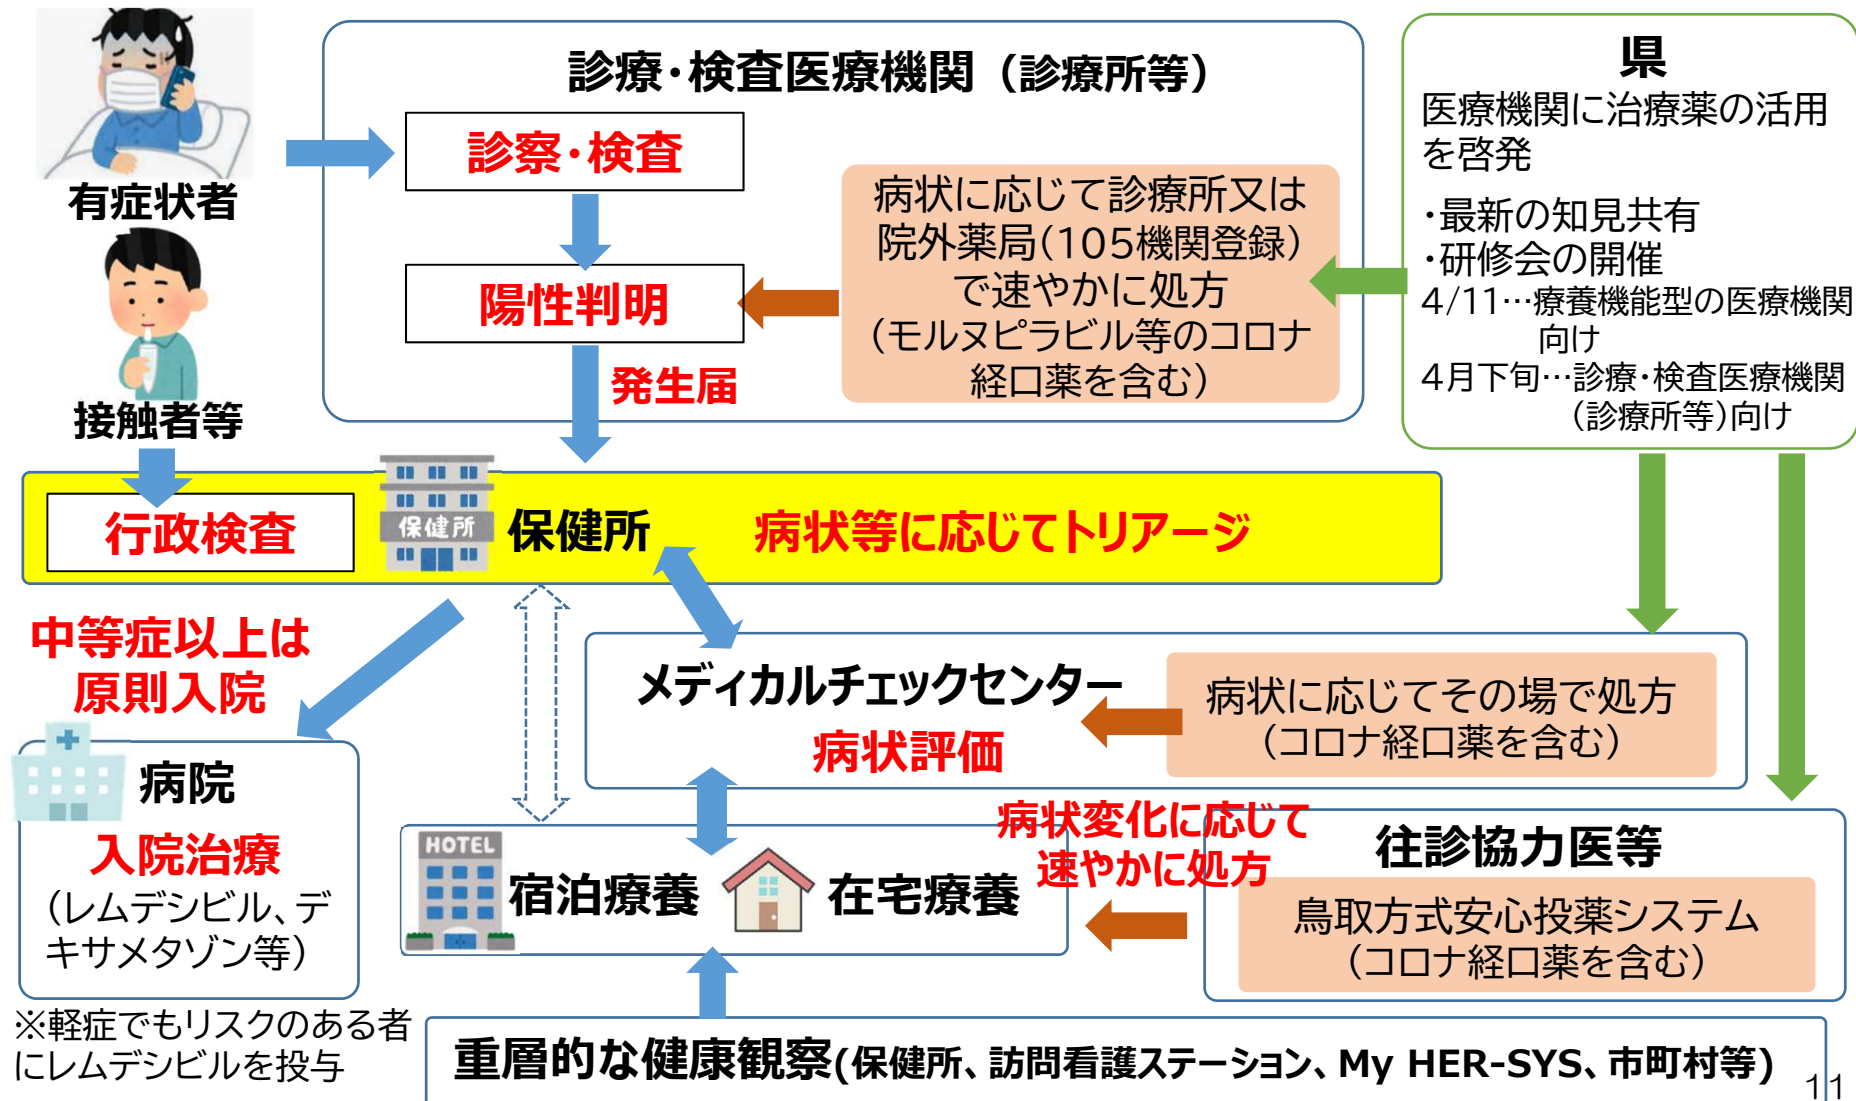 有症状者
接触者等
診療・検査医療機関（診療所等）
診察・検査
陽性判明
発生届
病状に応じて診療所又は
院外薬局(105機関登録)
で速やかに処方
(モルヌピラビル等のコロナ
経口薬を含む)
県
医療機関に治療薬の活用
を啓発
・最新の知見共有
・研修会の開催
4/11…療養機能型の医療機関
向け
4月下旬…診療・検査医療機関
(診療所等)向け
行政検査
保健所
保健所
病状等に応じてトリアージ
中等症以上は
原則入院
病院
入院治療
(レムデシビル、デ
キサメタゾン等)
※軽症でもリスクのある者
にレムデシビルを投与
メディカルチェックセンター
病状評価
病状に応じてその場で処方
(コロナ経口薬を含む)
HOTEL
宿泊療養
在宅療養
病状変化に応じて
速やかに処方
往診協力医等
鳥取方式安心投薬システム
(コロナ経口薬を含む)
重層的な健康観察(保健所、訪問看護ステーション、My HER-SYS、市町村等)
11